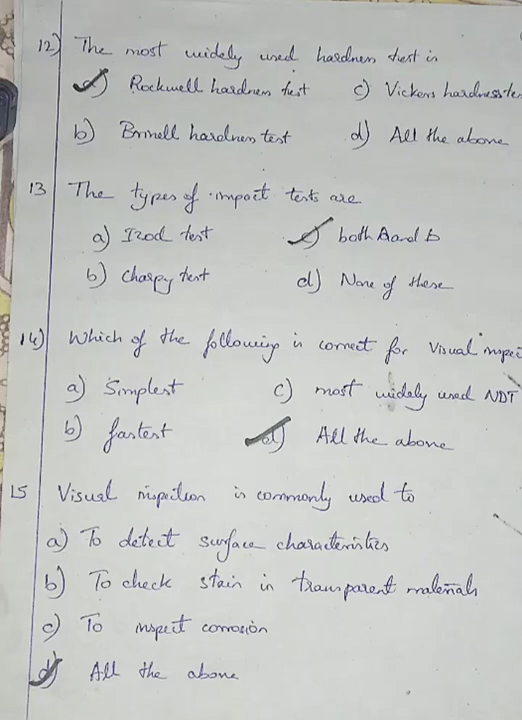 12) The most widely used hardness test is
a) Rockwell hardness test c) Vickers hardness te
b) Brinell hardness test d) All the above
13 The types of impact tests are
a) Izod test c) both A and b
b) Charpy test d) None of these
14) Which of the following is correct for Visual inspec
a) Simplest c) most widely used NDT
b) fastest d) All the above
15 Visual inspection is commonly used to
a) To detect surface characteristics
b) To check stain in transparent materials
c) To inspect corrosion
d) All the above